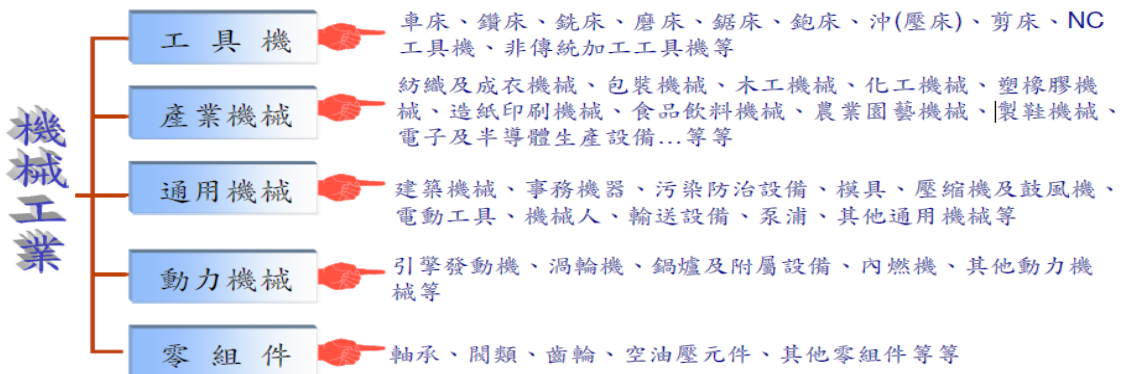 機械工業
工具機
車床、鑽床、銑床、磨床、鋸床、鉋床、沖(壓床)、剪床、NC
工具機、非傳統加工工具機等
產業機械
紡織及成衣機械、包裝機械、木工機械、化工機械、塑橡膠機
械、造紙印刷機械、食品飲料機械、農業園藝機械、製鞋機械、
電子及半導體生產設備...等等
通用機械
建築機械、事務機器、污染防治設備、模具、壓縮機及鼓風機、
電動工具、機械人、輸送設備、泵浦、其他通用機械等
動力機械
引擎發動機、渦輪機、鍋爐及附屬設備、內燃機、其他動力機
械等
零組件
軸承、閥類、齒輪、空油壓元件、其他零組件等等